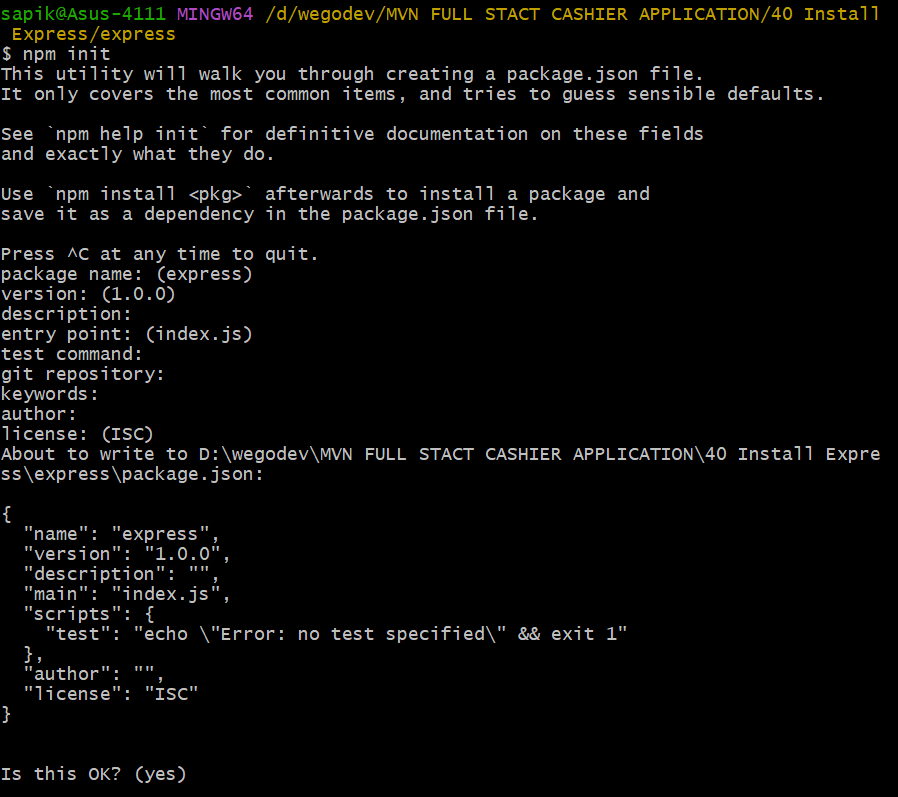 sapik@Asus-4111 MINGW64 /d/wegodev/MVN FULL STACT CASHIER APPLICATION/40 Install
 Express/express
$ npm init
This utility will walk you through creating a package.json file.
It only covers the most common items, and tries to guess sensible defaults.

See `npm help init` for definitive documentation on these fields
and exactly what they do.

Use `npm install <pkg>` afterwards to install a package and
save it as a dependency in the package.json file.

Press ^C at any time to quit.
package name: (express)
version: (1.0.0)
description:
entry point: (index.js)
test command:
git repository:
keywords:
author:
license: (ISC)
About to write to D:\wegodev\MVN FULL STACT CASHIER APPLICATION\40 Install Expre
ss\express\package.json:

{
  "name": "express",
  "version": "1.0.0",
  "description": "",
  "main": "index.js",
  "scripts": {
    "test": "echo \"Error: no test specified\" && exit 1"
  },
  "author": "",
  "license": "ISC"
}


Is this OK? (yes)